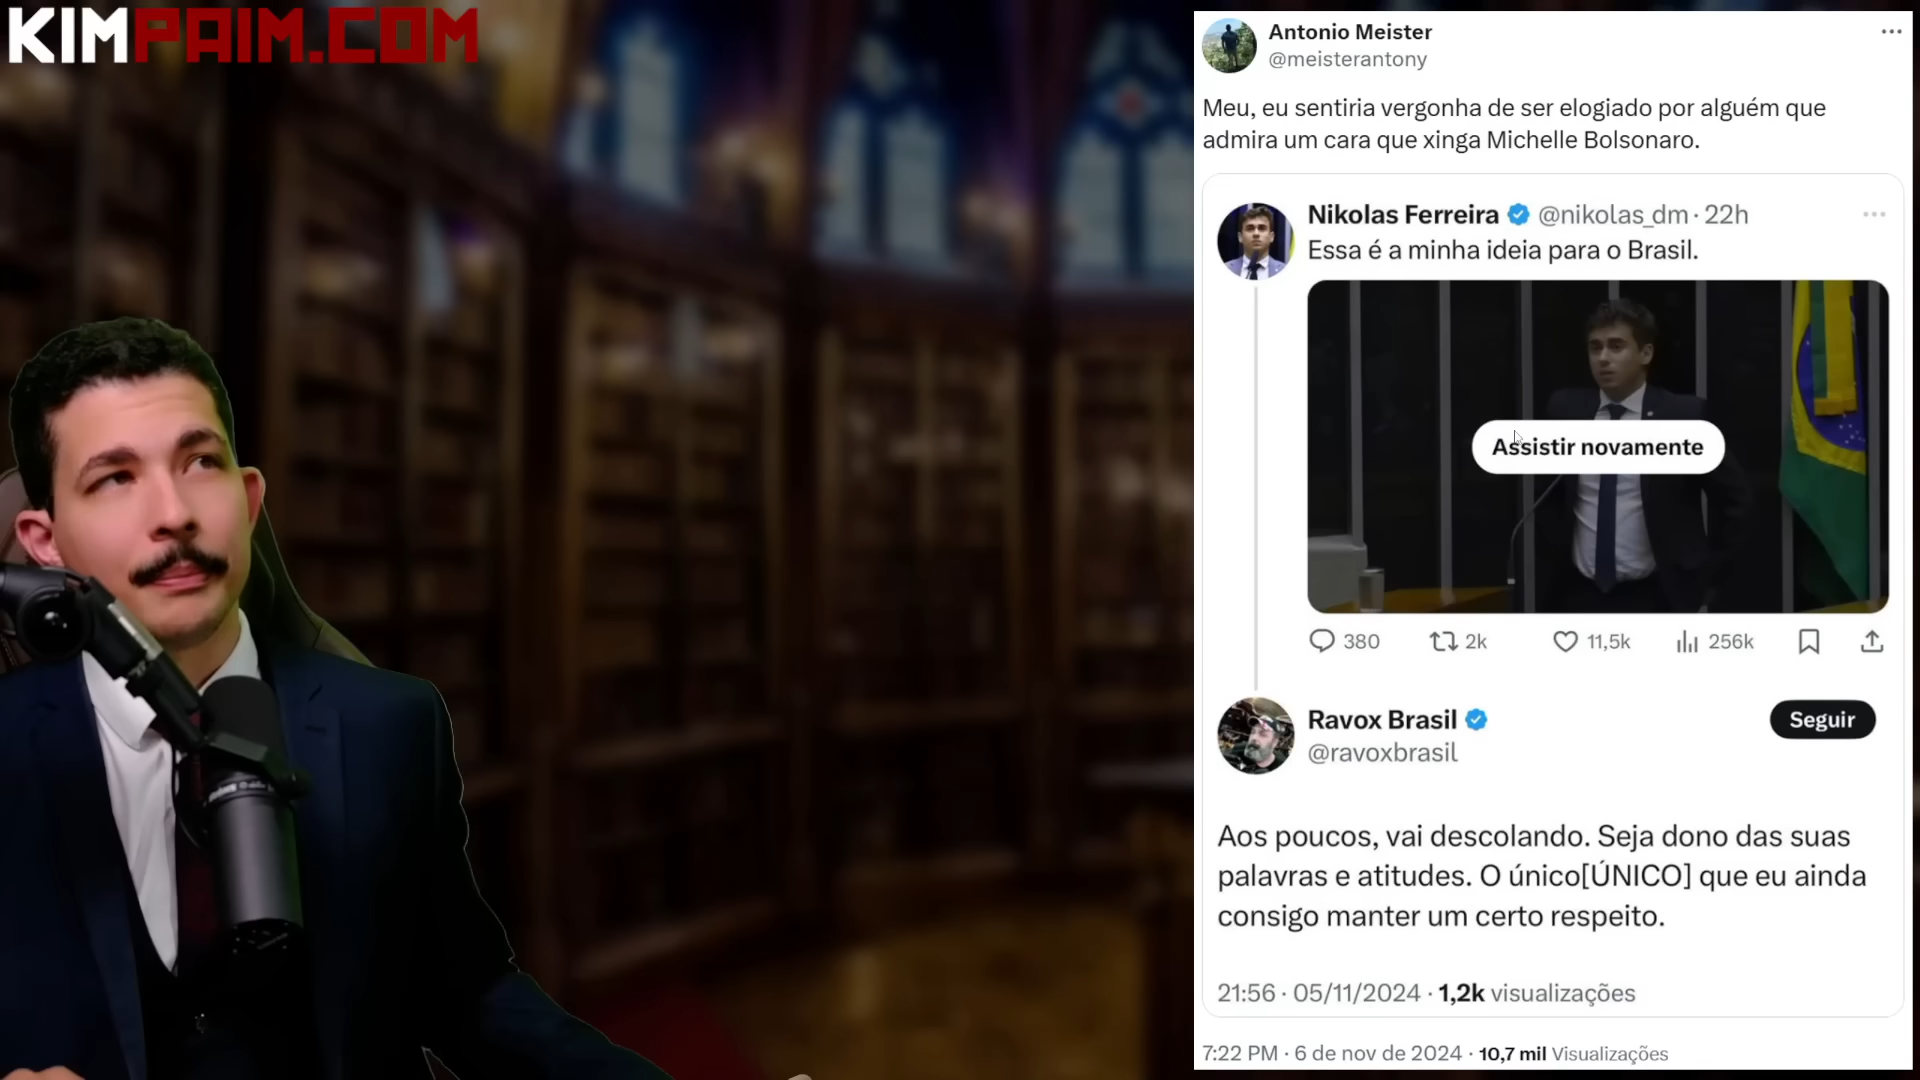 KIMPAIM.COM
Antonio Meister
@meisterantony
Meu, eu sentiria vergonha de ser elogiado por alguém que
admira um cara que xinga Michelle Bolsonaro.
Nikolas Ferreira @nikolas_dm · 22h
Essa é a minha ideia para o Brasil.
Assistir novamente
380 2k 11,5k 256k
Ravox Brasil
@ravoxbrasil
Seguir
Aos poucos, vai descolando. Seja dono das suas
palavras e atitudes. O único[ÚNICO] que eu ainda
consigo manter um certo respeito.
21:56 · 05/11/2024 · 1,2k visualizações
7:22 PM · 6 de nov de 2024 · 10,7 mil Visualizações